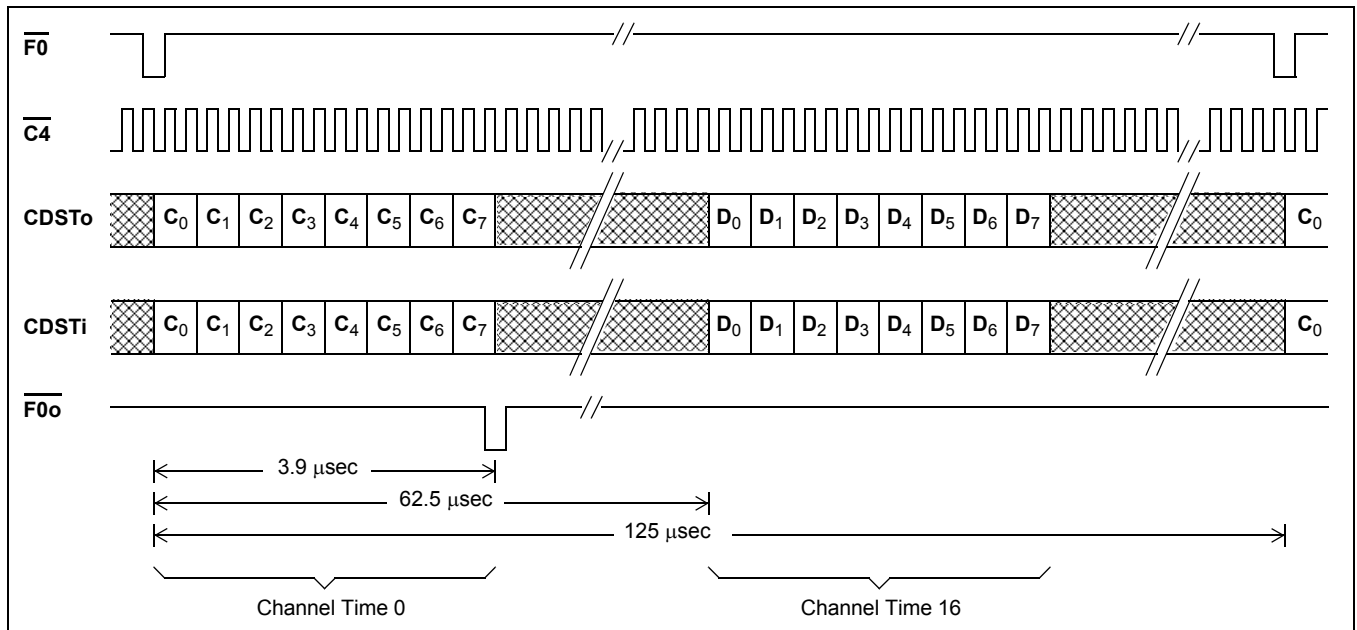 F0
C4
CDSTo C₀ C₁ C₂ C₃ C₄ C₅ C₆ C₇ D₀ D₁ D₂ D₃ D₄ D₅ D₆ D₇ C₀
CDSTi C₀ C₁ C₂ C₃ C₄ C₅ C₆ C₇ D₀ D₁ D₂ D₃ D₄ D₅ D₆ D₇ C₀
F0o
3.9 μsec
62.5 μsec
125 μsec
Channel Time 0 Channel Time 16